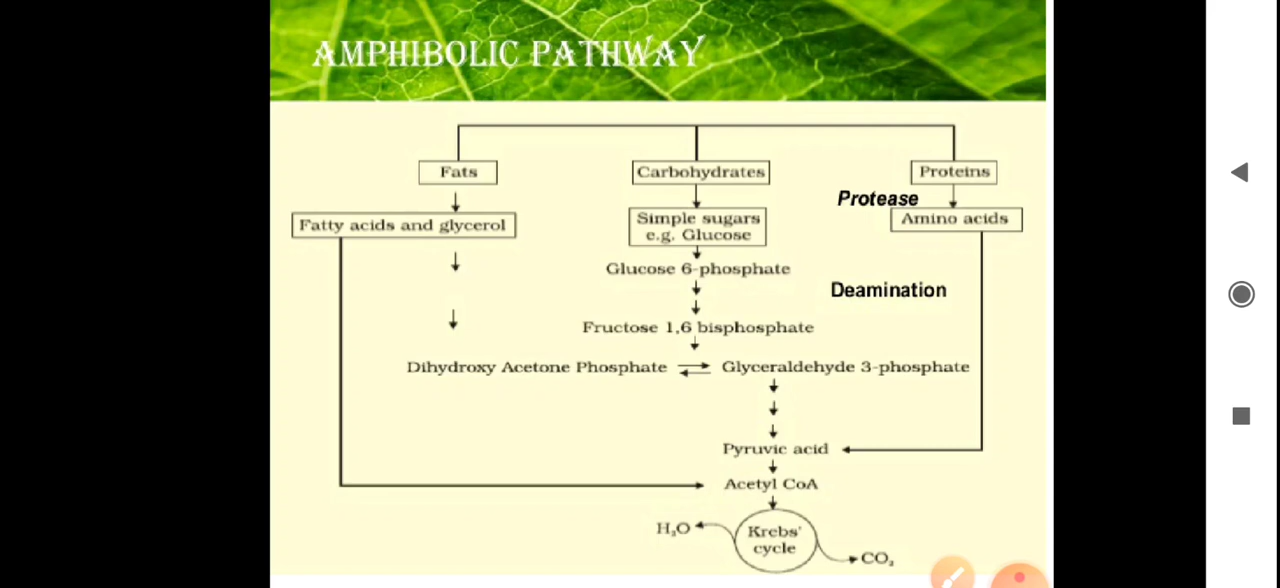 AMPHIBOLIC PATHWAY
Fats
Carbohydrates
Proteins
Protease
Fatty acids and glycerol
Simple sugars
e.g. Glucose
Amino acids
Glucose 6-phosphate
Deamination
Fructose 1,6 bisphosphate
Dihydroxy Acetone Phosphate
Glyceraldehyde 3-phosphate
Pyruvic acid
Acetyl CoA
H₂O
Krebs'
cycle
CO₂